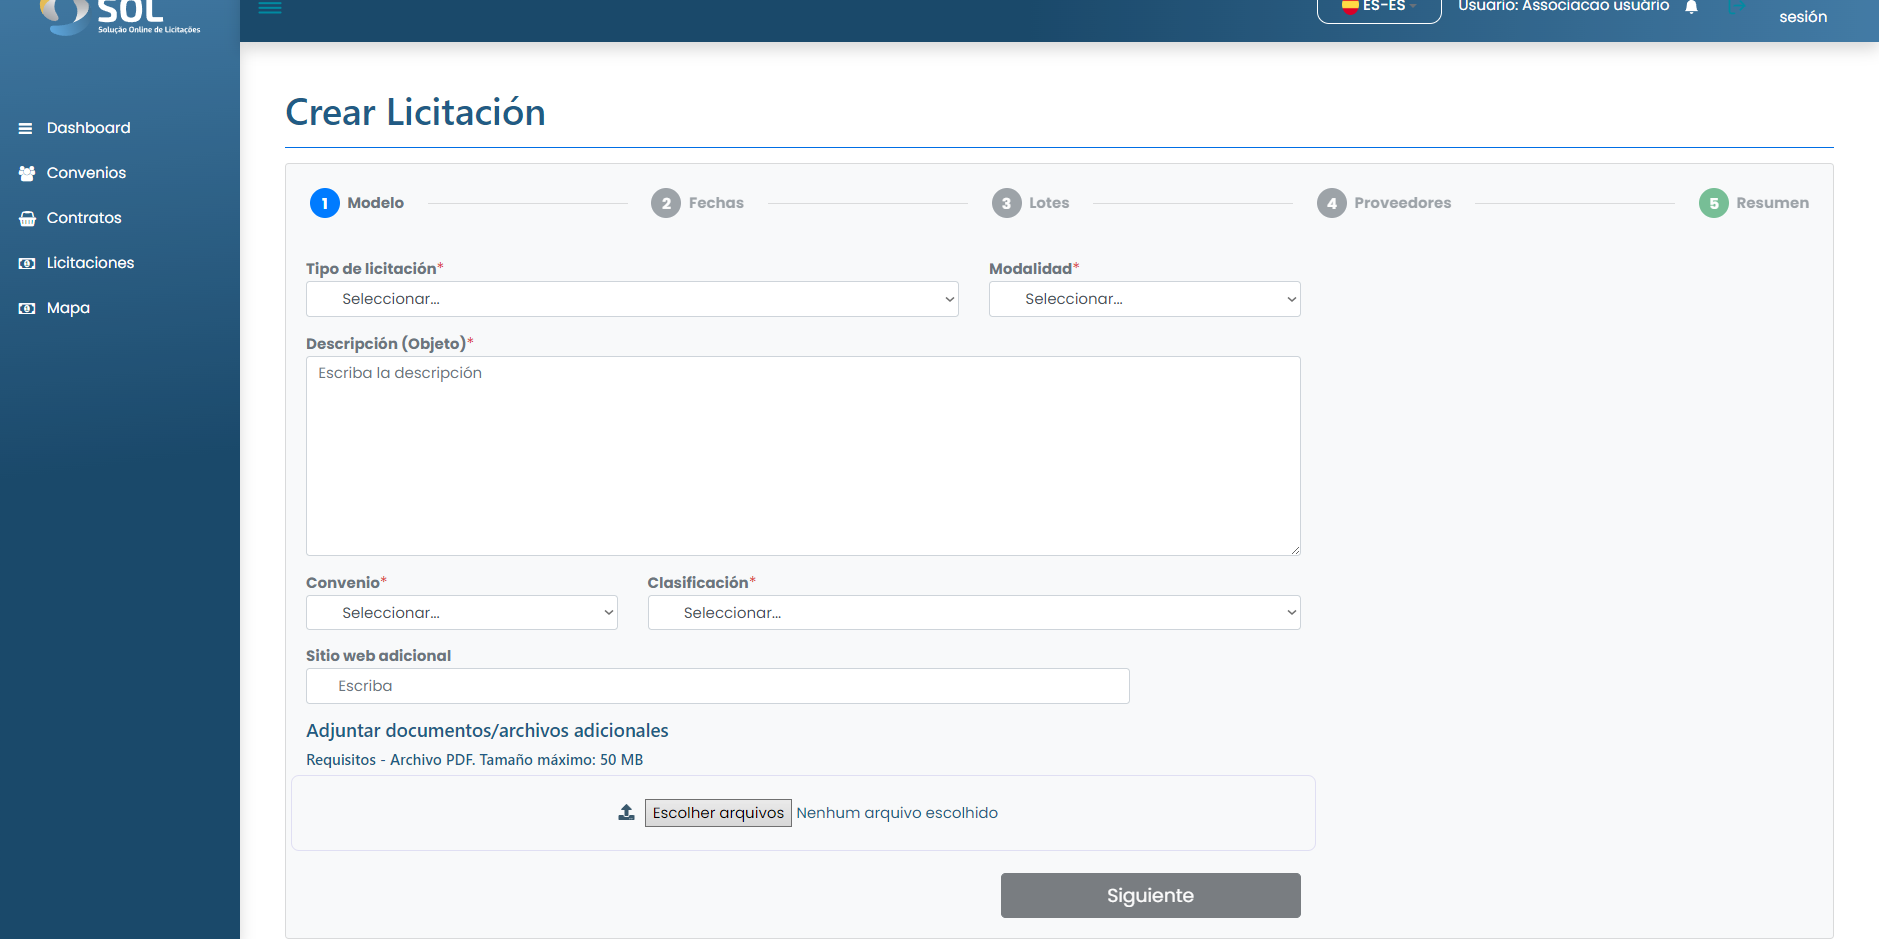 SOL
Solução Online de Licitações
ES-ES
Usuario: Associacao usuário
sesión
Dashboard
Convenios
Contratos
Licitaciones
Mapa
Crear Licitación
1 Modelo
2 Fechas
3 Lotes
4 Proveedores
5 Resumen
Tipo de licitación*
Modalidad*
Seleccionar...
Seleccionar...
Descripción (Objeto)*
Escriba la descripción
Convenio*
Clasificación*
Seleccionar...
Seleccionar...
Sitio web adicional
Escriba
Adjuntar documentos/archivos adicionales
Requisitos - Archivo PDF. Tamaño máximo: 50 MB
Escolher arquivos Nenhum arquivo escolhido
Siguiente